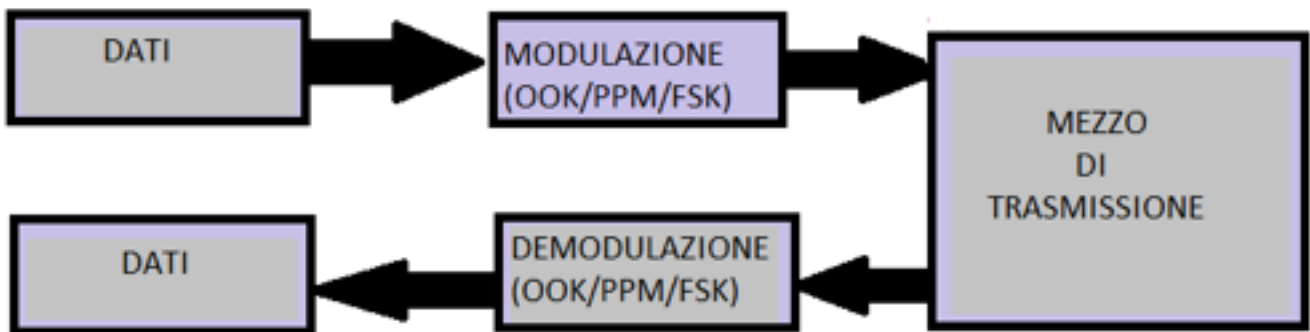 DATI
MODULAZIONE
(OOK/PPM/FSK)
MEZZO
DI
TRASMISSIONE
DEMODULAZIONE
(OOK/PPM/FSK)
DATI